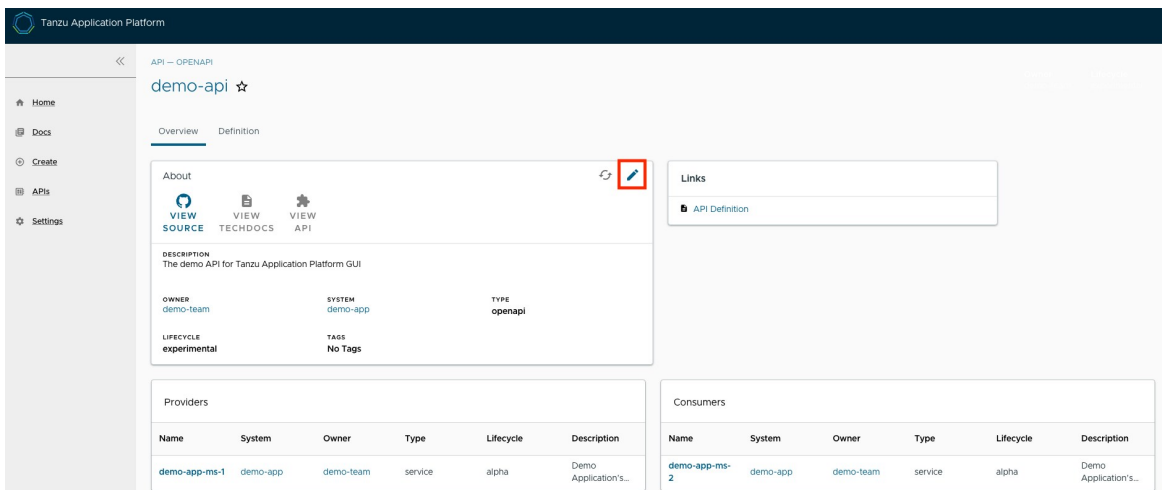 Tanzu Application Platform
Home
Docs
Create
APIs
Settings
API — OPENAPI
demo-api
Overview Definition
About
VIEW SOURCE
VIEW TECHDOCS
VIEW API
DESCRIPTION
The demo API for Tanzu Application Platform GUI
OWNER SYSTEM TYPE
demo-team demo-app openapi
LIFECYCLE TAGS
experimental No Tags
Links
API Definition
Providers
Name System Owner Type Lifecycle Description
demo-app-ms-1 demo-app demo-team service alpha Demo Application's...
Consumers
Name System Owner Type Lifecycle Description
demo-app-ms-2 demo-app demo-team service alpha Demo Application's...